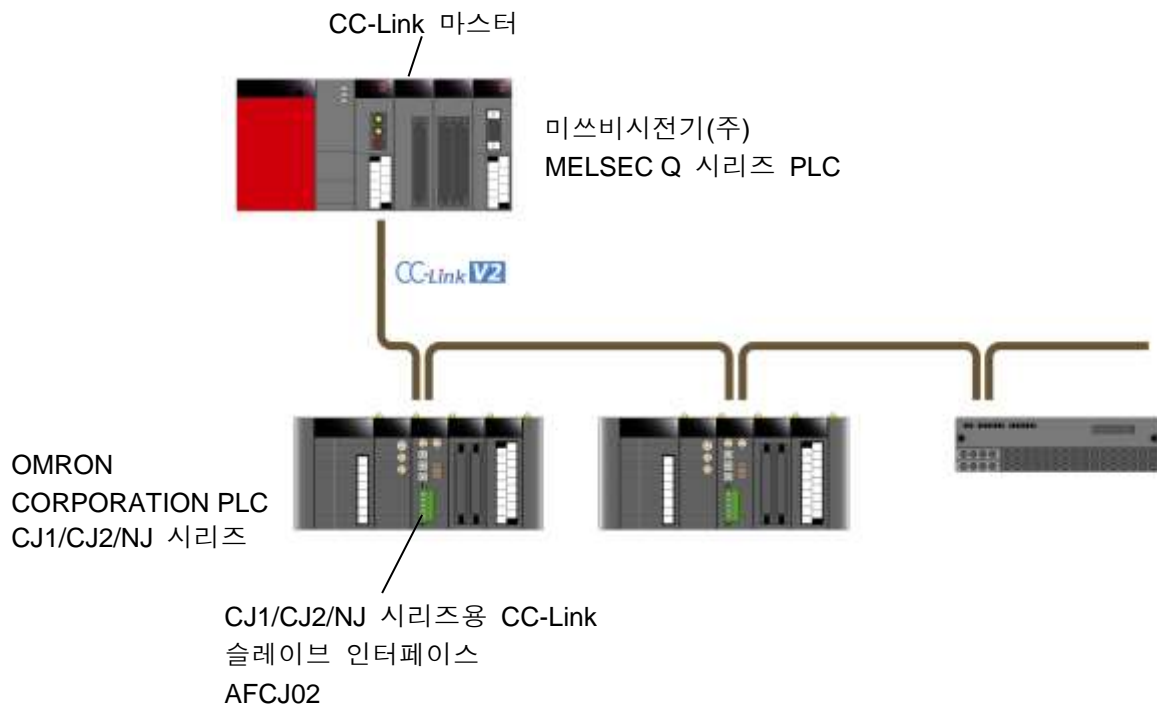 CC-Link 마스터
미쓰비시전기(주)
MELSEC Q 시리즈 PLC
CC-Link V2
OMRON
CORPORATION PLC
CJ1/CJ2/NJ 시리즈
CJ1/CJ2/NJ 시리즈용 CC-Link
슬레이브 인터페이스
AFCJ02